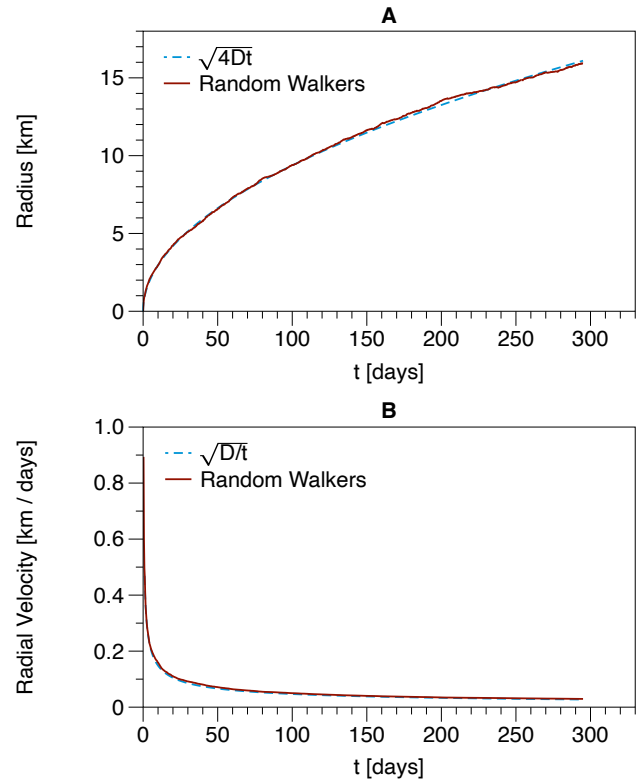 A
√4Dt
Random Walkers
Radius [km]
15
10
5
0
0 50 100 150 200 250 300
t [days]
B
√D/t
Random Walkers
Radial Velocity [km / days]
1.0
0.8
0.6
0.4
0.2
0
0 50 100 150 200 250 300
t [days]